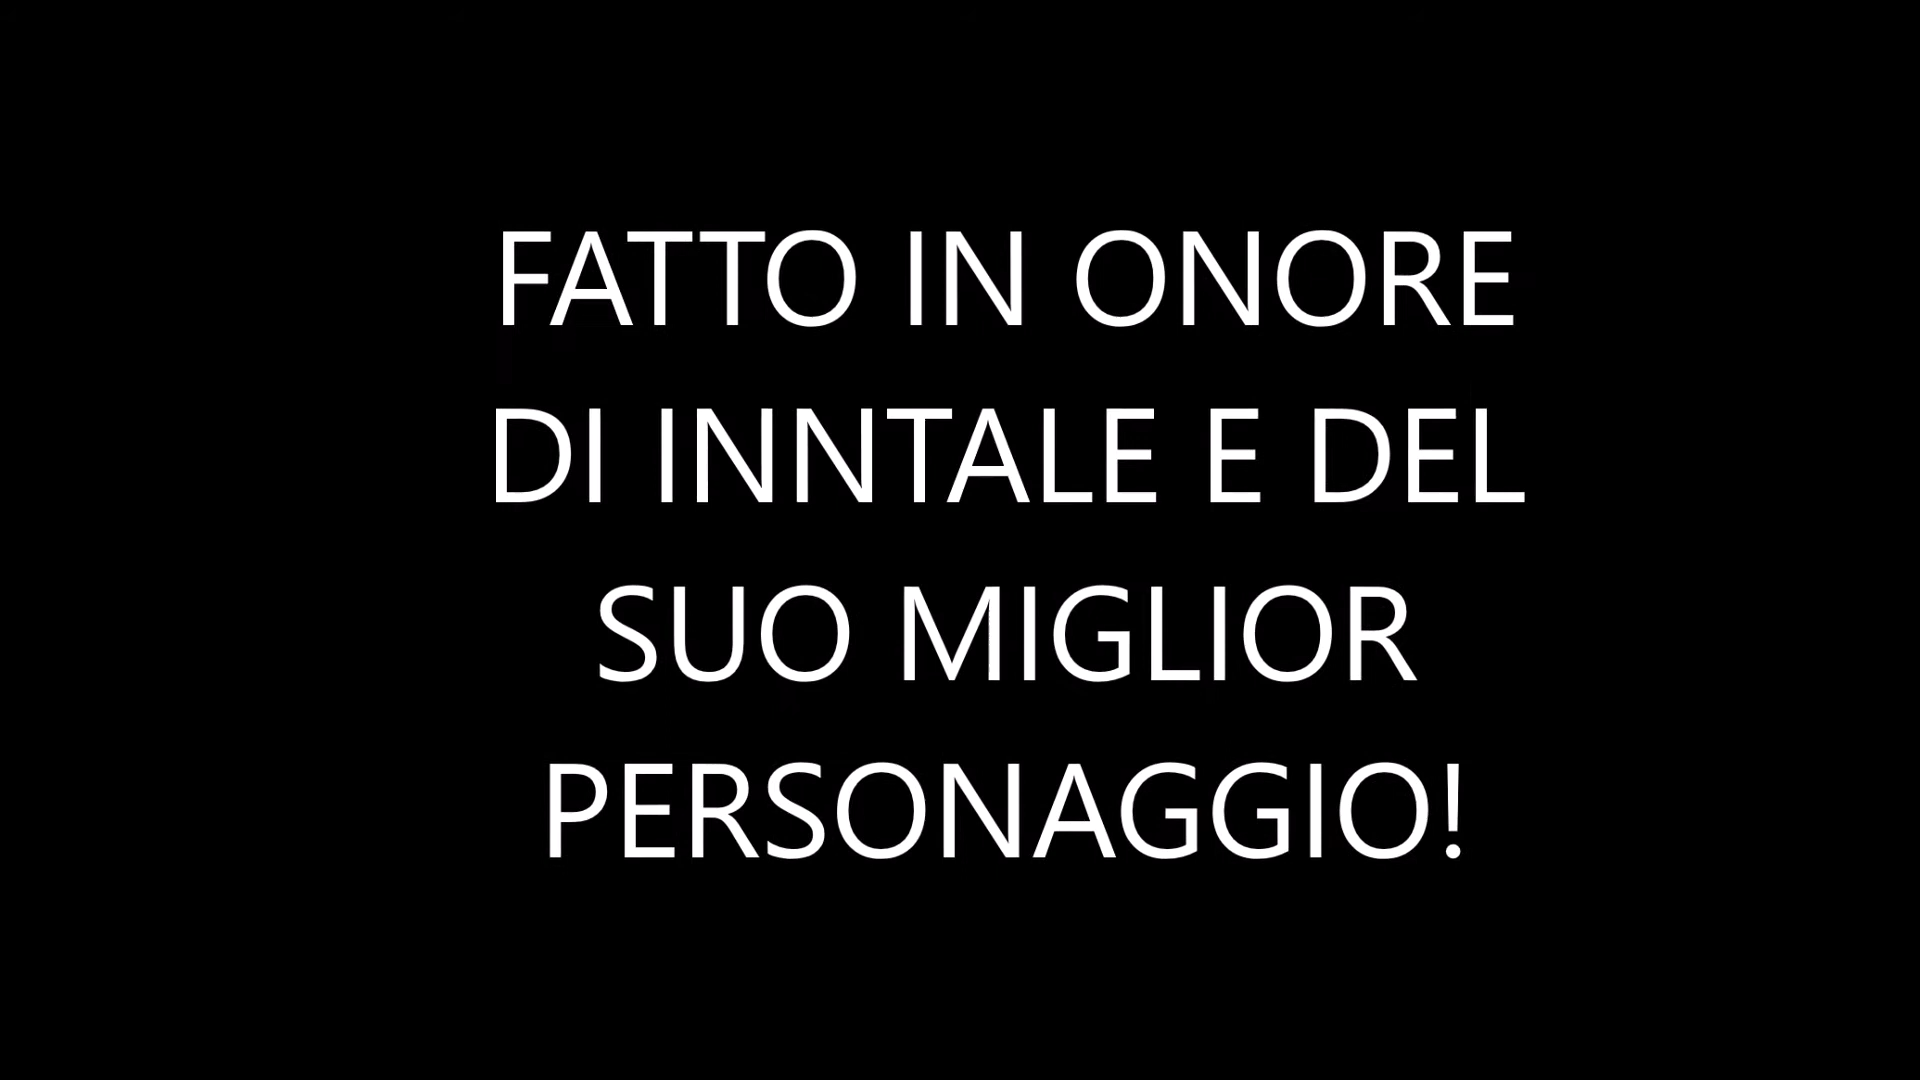 FATTO IN ONORE
DI INNTALE E DEL
SUO MIGLIOR
PERSONAGGIO!